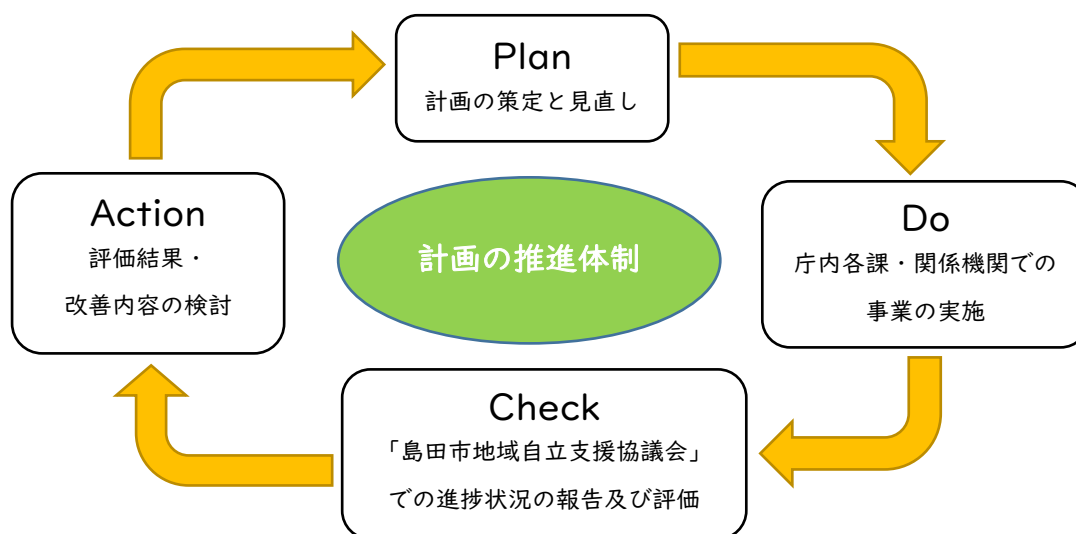 Plan
計画の策定と見直し
Action
評価結果・
改善内容の検討
計画の推進体制
Do
庁内各課・関係機関での
事業の実施
Check
「島田市地域自立支援協議会」
での進捗状況の報告及び評価